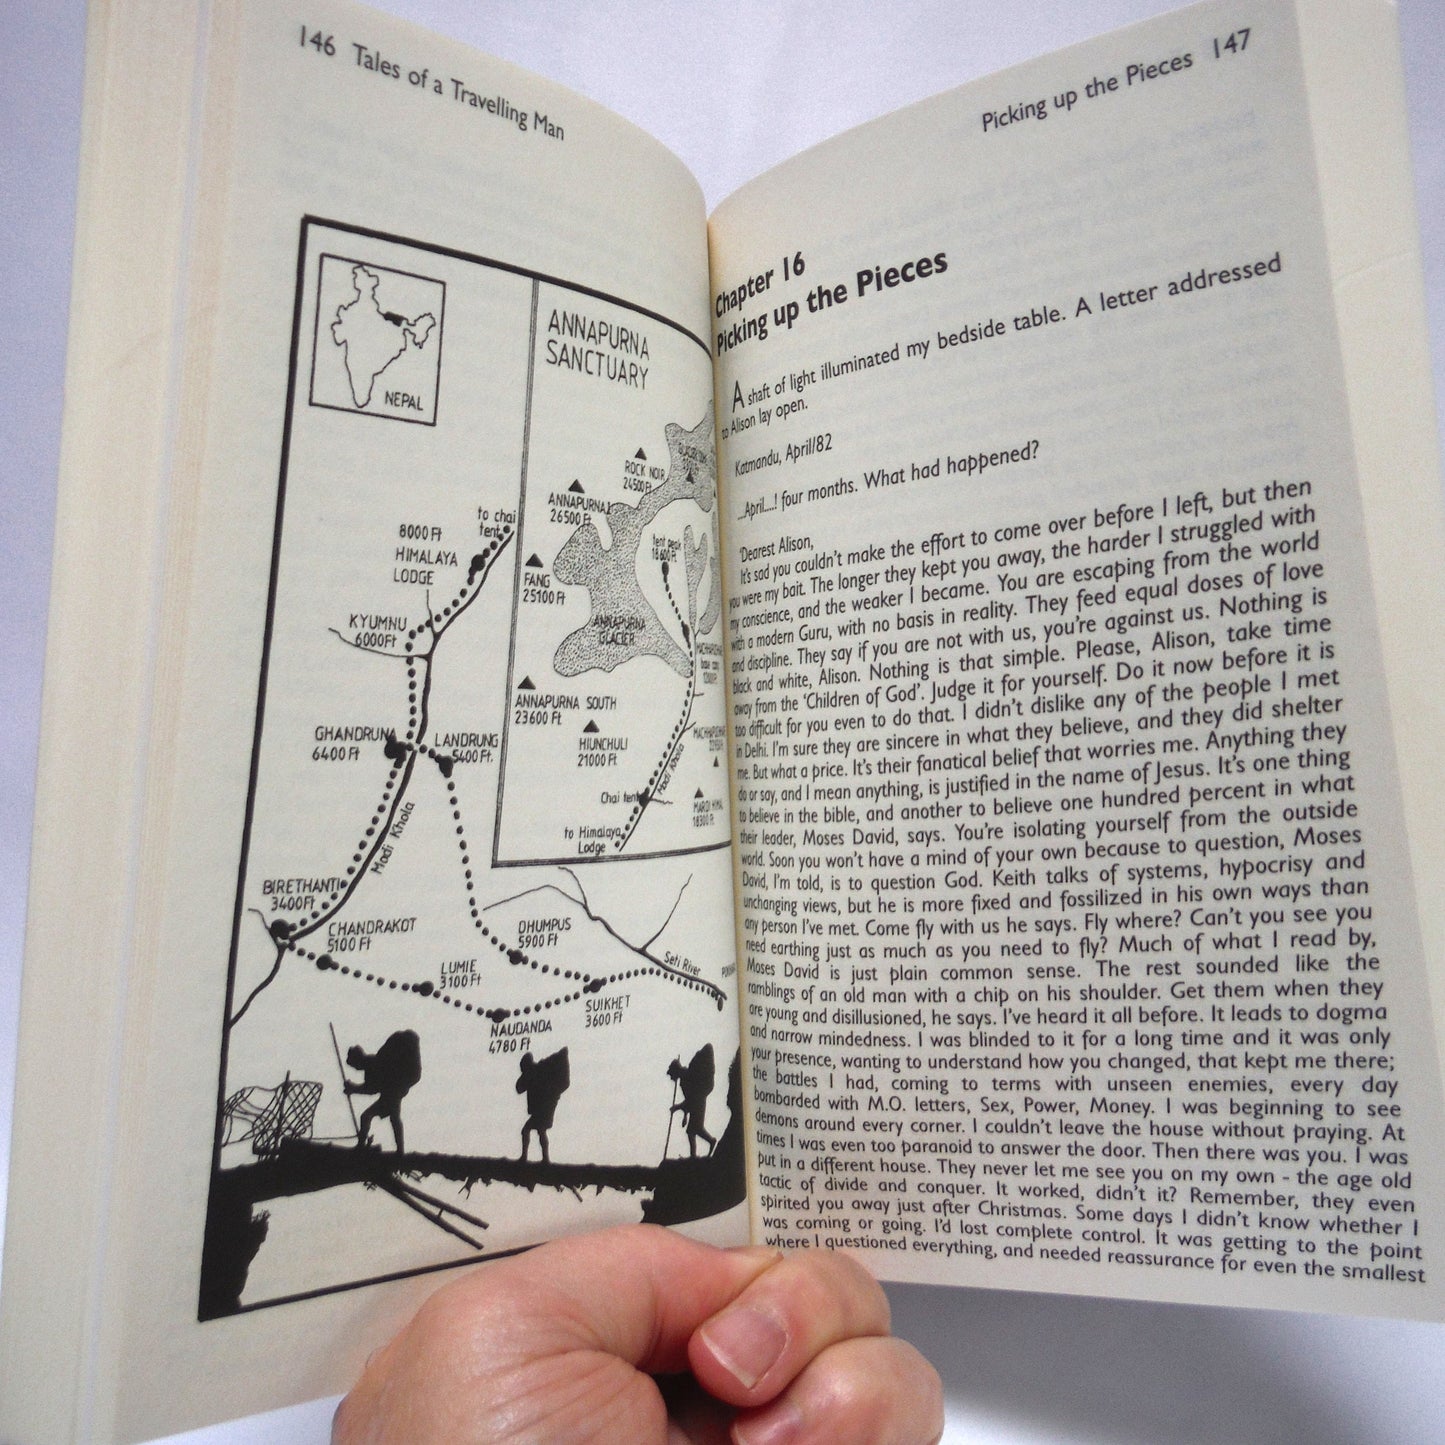 146 Tales of a Travelling Man
NEPAL
ANNAPURNA
SANCTUARY
ROCK NOIR
24500Ft
ANNAPURNA 1
26500 Ft
tent peak
18600Ft
FANG
25100 Ft
ANNAPURNA
GLACIER
ANNAPURNA SOUTH
23600 Ft
HIUNCHULI
21000 Ft
Modi Khola
Chai tent
MARDI HIMA
18300 Ft
to Himalaya
Lodge
to chai
tent
8000 Ft
HIMALAYA
LODGE
KYUMNU
6000Ft
GHANDRUNG
6400 Ft
LANDRUNG
5400 Ft.
Modi Khola
BIRETHANTI
3400Ft
CHANDRAKOT
5100 Ft
LUMIE
3100 Ft
DHUMPUS
5900 Ft
Seti River
SUIKHET
3600 Ft
NAUDANDA
4780 Ft
Picking up the Pieces 147
Chapter 16
Picking up the Pieces
A shaft of light illuminated my bedside table. A letter addressed
to Alison lay open.
Katmandu, April/82
...April....! four months. What had happened?
'Dearest Alison,
It's sad you couldn't make the effort to come over before I left, but then
you were my bait. The longer they kept you away, the harder I struggled with
my conscience, and the weaker I became. You are escaping from the world
with a modern Guru, with no basis in reality. They feed equal doses of love
and discipline. They say if you are not with us, you're against us. Nothing is
black and white, Alison. Nothing is that simple. Please, Alison, take time
away from the 'Children of God'. Judge it for yourself. Do it now before it is
too difficult for you even to do that. I didn't dislike any of the people I met
in Delhi. I'm sure they are sincere in what they believe, and they did shelter
me. But what a price. It's their fanatical belief that worries me. Anything they
do or say, and I mean anything, is justified in the name of Jesus. It's one thing
to believe in the bible, and another to believe one hundred percent in what
their leader, Moses David, says. You're isolating yourself from the outside
world. Soon you won't have a mind of your own because to question, Moses
David, I'm told, is to question God. Keith talks of systems, hypocrisy and
unchanging views, but he is more fixed and fossilized in his own ways than
any person I've met. Come fly with us he says. Fly where? Can't you see you
need earthing just as much as you need to fly? Much of what I read by,
Moses David is just plain common sense. The rest sounded like the
ramblings of an old man with a chip on his shoulder. Get them when they
are young and disillusioned, he says. I've heard it all before. It leads to dogma
and narrow mindedness. I was blinded to it for a long time and it was only
your presence, wanting to understand how you changed, that kept me there;
the battles I had, coming to terms with unseen enemies, every day
bombarded with M.O. letters, Sex, Power, Money. I was beginning to see
demons around every corner. I couldn't leave the house without praying. At
times I was even too paranoid to answer the door. Then there was you. I was
put in a different house. They never let me see you on my own - the age old
tactic of divide and conquer. It worked, didn't it? Remember, they even
spirited you away just after Christmas. Some days I didn't know whether I
was coming or going. I'd lost complete control. It was getting to the point
where I questioned everything, and needed reassurance for even the smallest